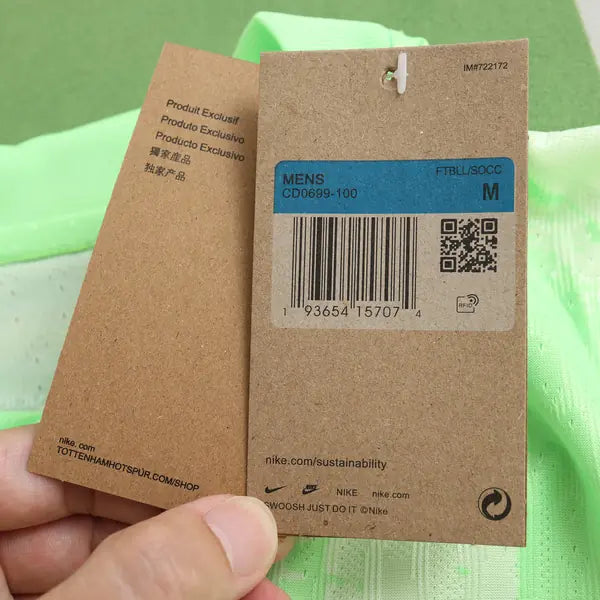 Produit Exclusif
Produto Exclusivo
Producto Exclusivo
獨家産品
独家产品
nike.com
TOTTENHAMHOTSPUR.COM/SHOP
IM#722172
MENS
FTBLL/SOCC
CD0699-100
M
1 93654 15707 4
RFID
nike.com/sustainability
NIKE nike.com
SWOOSH JUST DO IT ©Nike